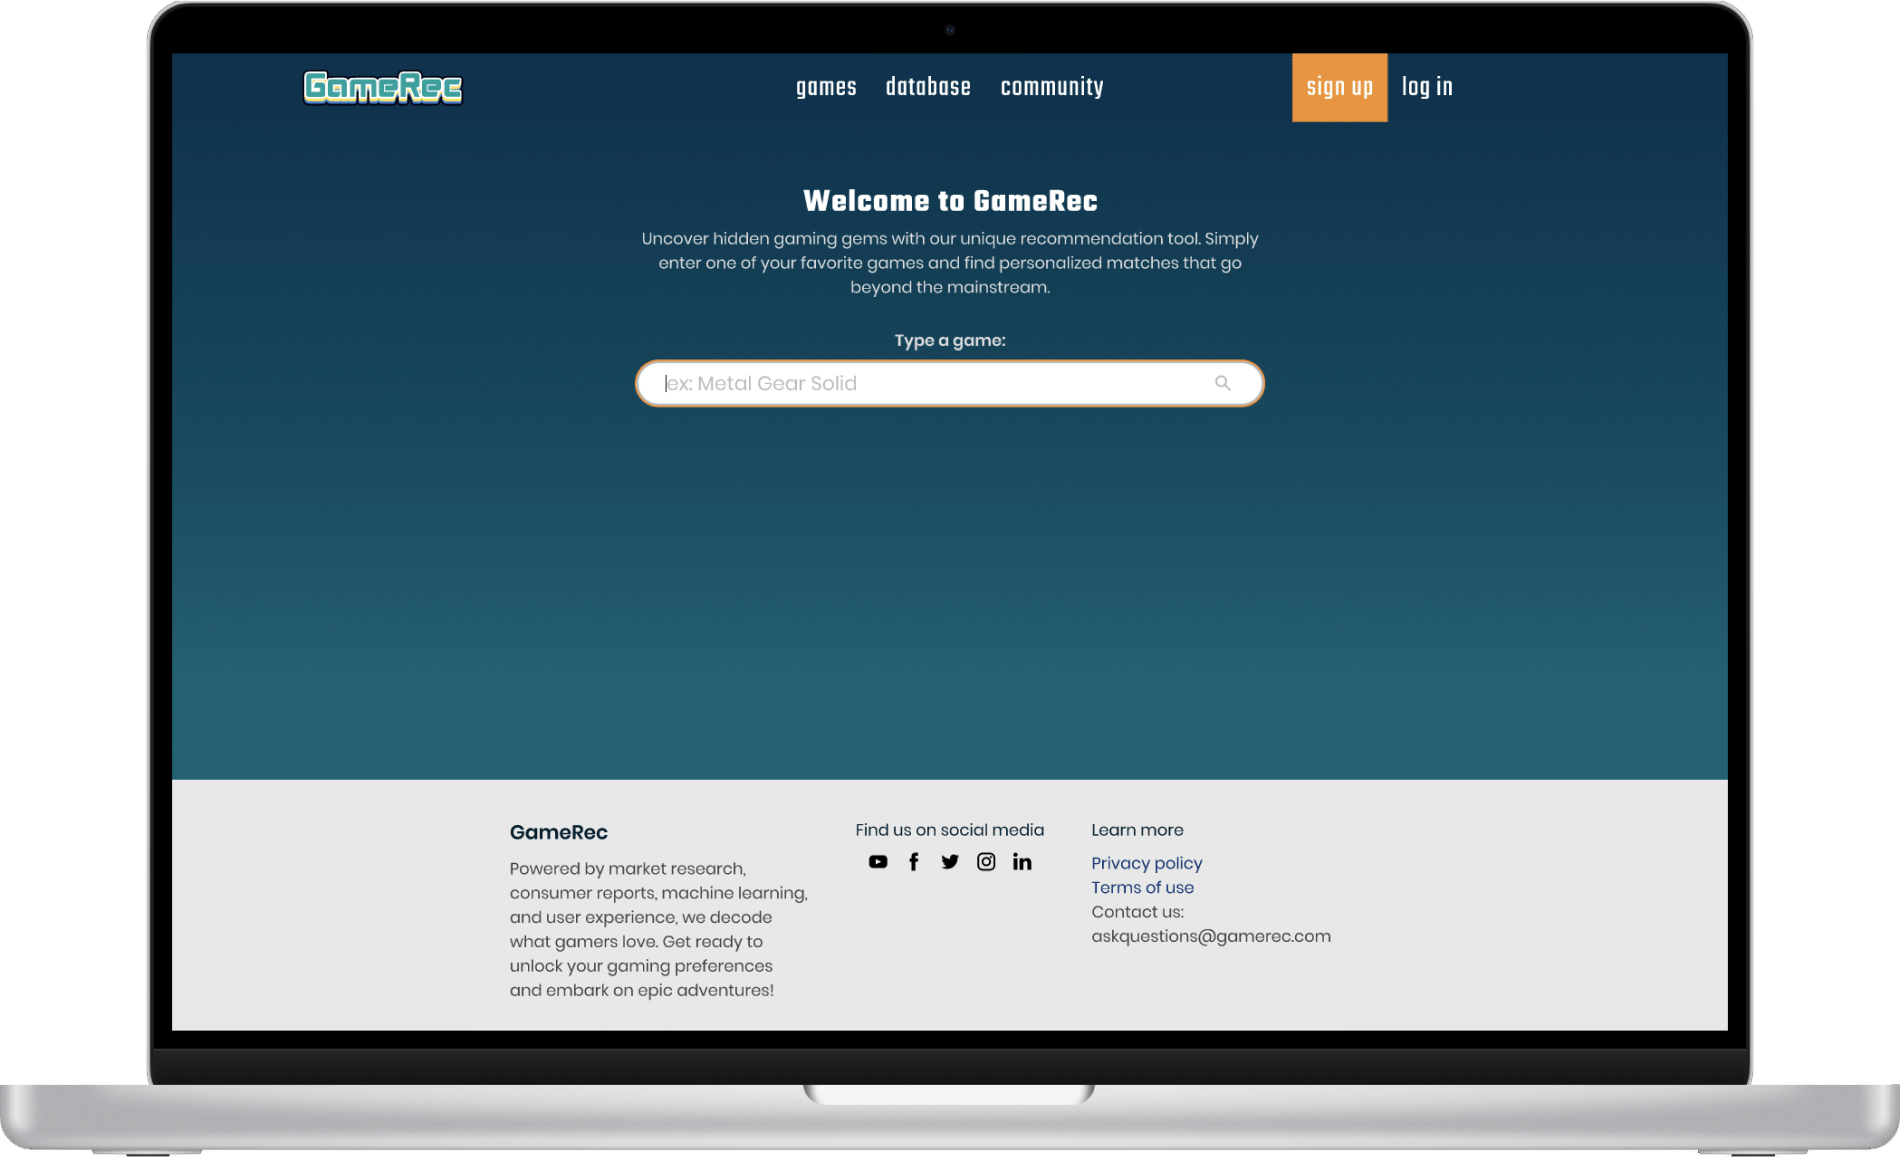 GameRec
games database community
sign up log in
Welcome to GameRec
Uncover hidden gaming gems with our unique recommendation tool. Simply
enter one of your favorite games and find personalized matches that go
beyond the mainstream.
Type a game:
ex: Metal Gear Solid
GameRec
Powered by market research,
consumer reports, machine learning,
and user experience, we decode
what gamers love. Get ready to
unlock your gaming preferences
and embark on epic adventures!
Find us on social media
Learn more
Privacy policy
Terms of use
Contact us:
askquestions@gamerec.com